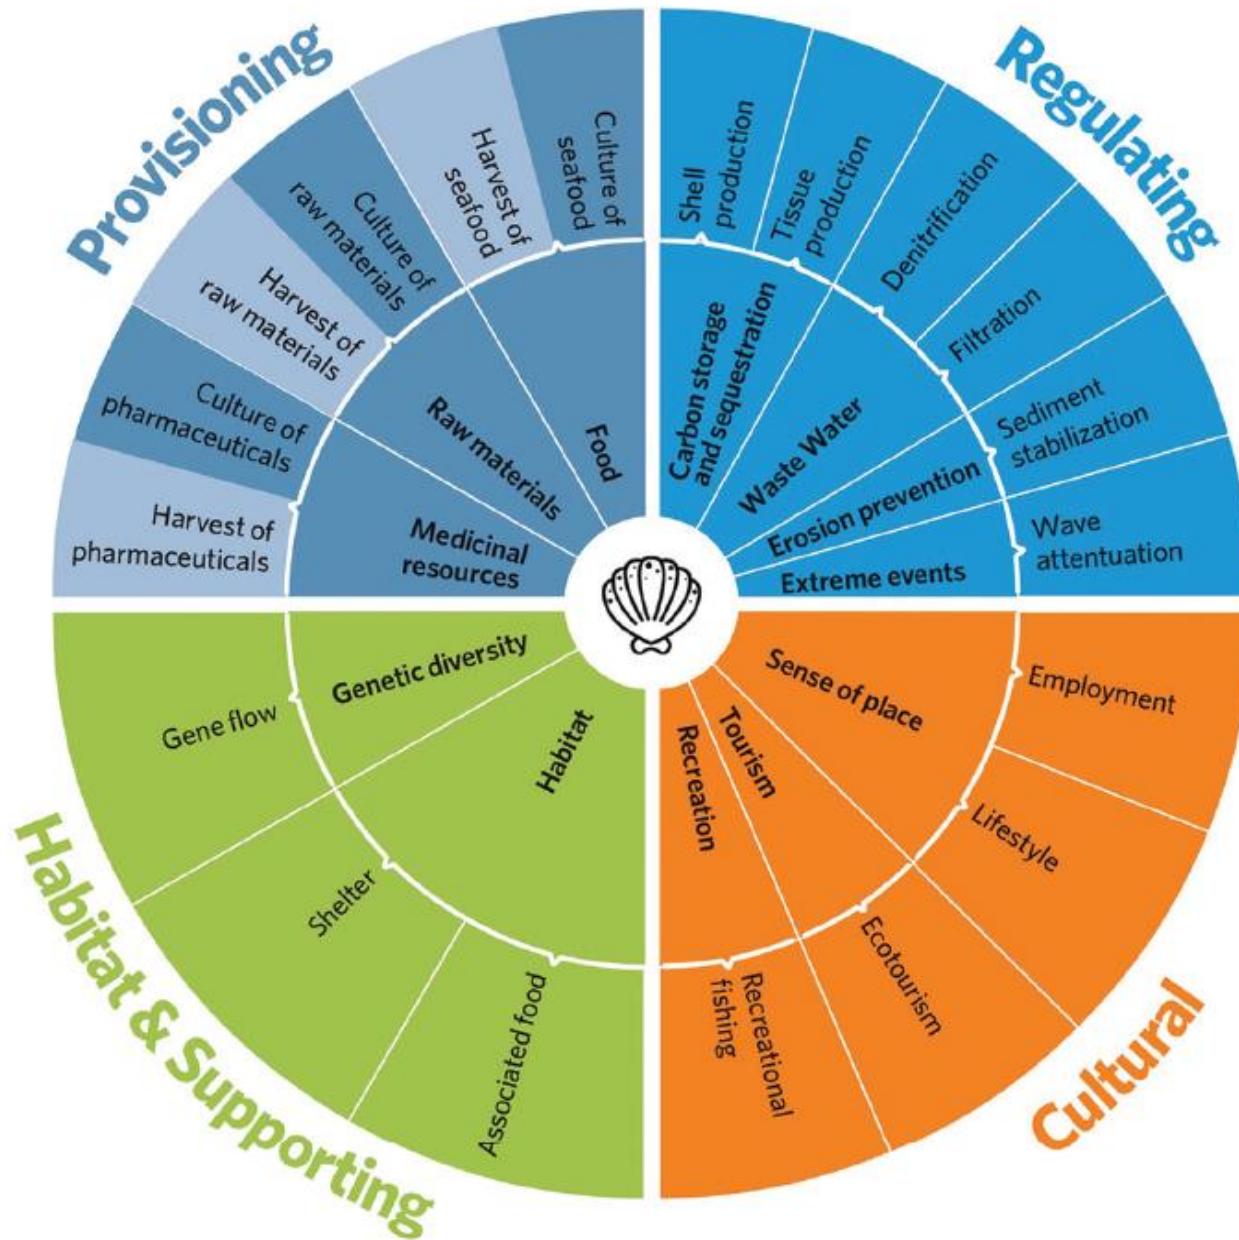 Provisioning
Culture of
seafood
Harvest of
seafood
Culture of
raw materials
Harvest of
raw materials
Culture of
pharmaceuticals
Harvest of
pharmaceuticals
Food
Raw materials
Medicinal
resources
Regulating
Shell
production
Tissue
production
Denitrification
Filtration
Sediment
stabilization
Wave
attentuation
Carbon storage
and sequestration
Waste Water
Erosion prevention
Extreme events
Habitat & Supporting
Genetic diversity
Habitat
Gene flow
Shelter
Associated food
Cultural
Sense of place
Tourism
Recreation
Employment
Lifestyle
Ecotourism
Recreational
fishing